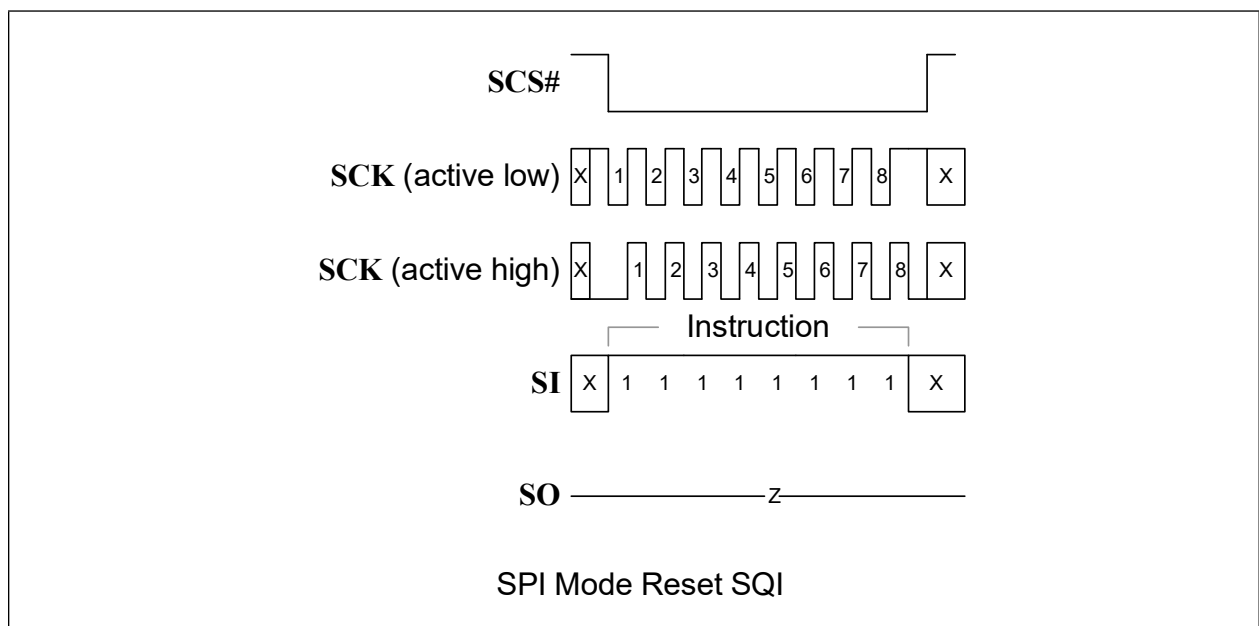 SCS#
SCK (active low) X 1 2 3 4 5 6 7 8 X
SCK (active high) X 1 2 3 4 5 6 7 8 X
Instruction
SI X 1 1 1 1 1 1 1 1 X
SO Z
SPI Mode Reset SQI